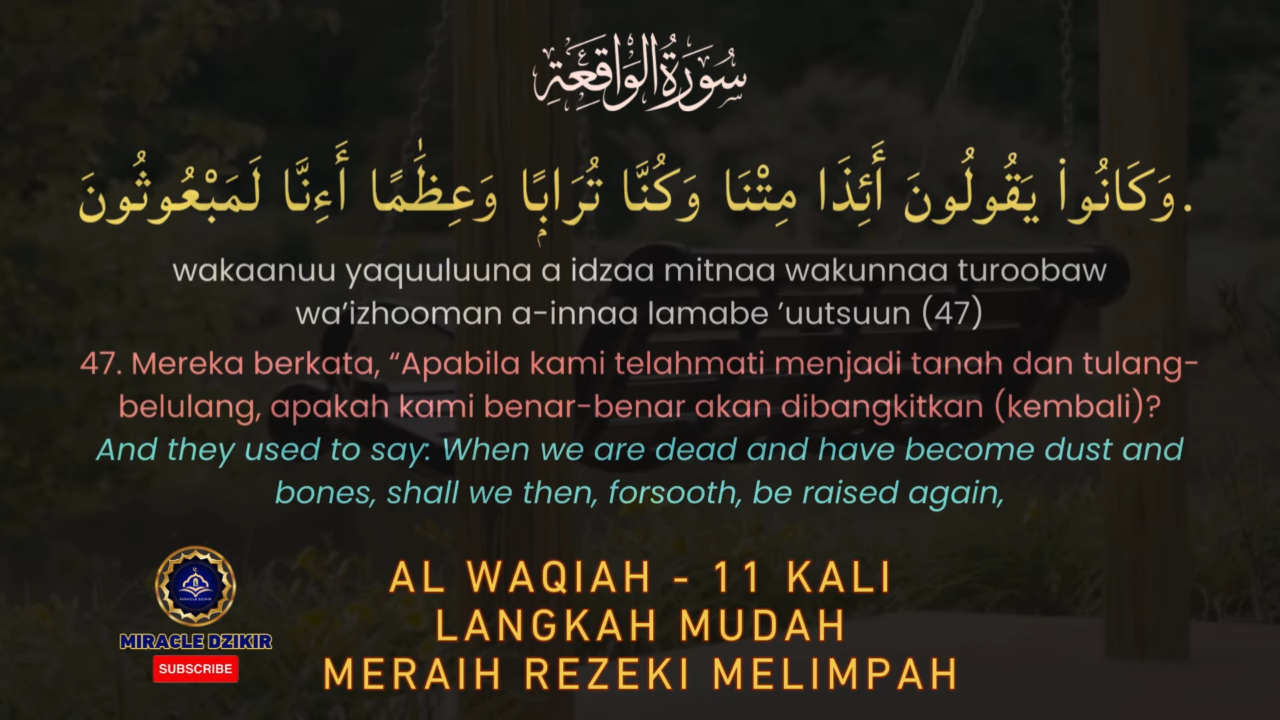 سُورَةُ الْوَاقِعَةِ
وَكَانُوا۟ يَقُولُونَ أَئِذَا مِتْنَا وَكُنَّا تُرَابًۭا وَعِظَٰمًا أَءِنَّا لَمَبْعُوثُونَ.
wakaanuu yaquuluuna a idzaa mitnaa wakunnaa turoobaw
wa’izhooman a-innaa lamabe ’uutsuun (47)
47. Mereka berkata, “Apabila kami telahmati menjadi tanah dan tulang-
belulang, apakah kami benar-benar akan dibangkitkan (kembali)?
And they used to say: When we are dead and have become dust and
bones, shall we then, forsooth, be raised again,
AL WAQIAH - 11 KALI
LANGKAH MUDAH
MERAIH REZEKI MELIMPAH
MIRACLE DZIKIR
MIRACLE DZIKIR
SUBSCRIBE